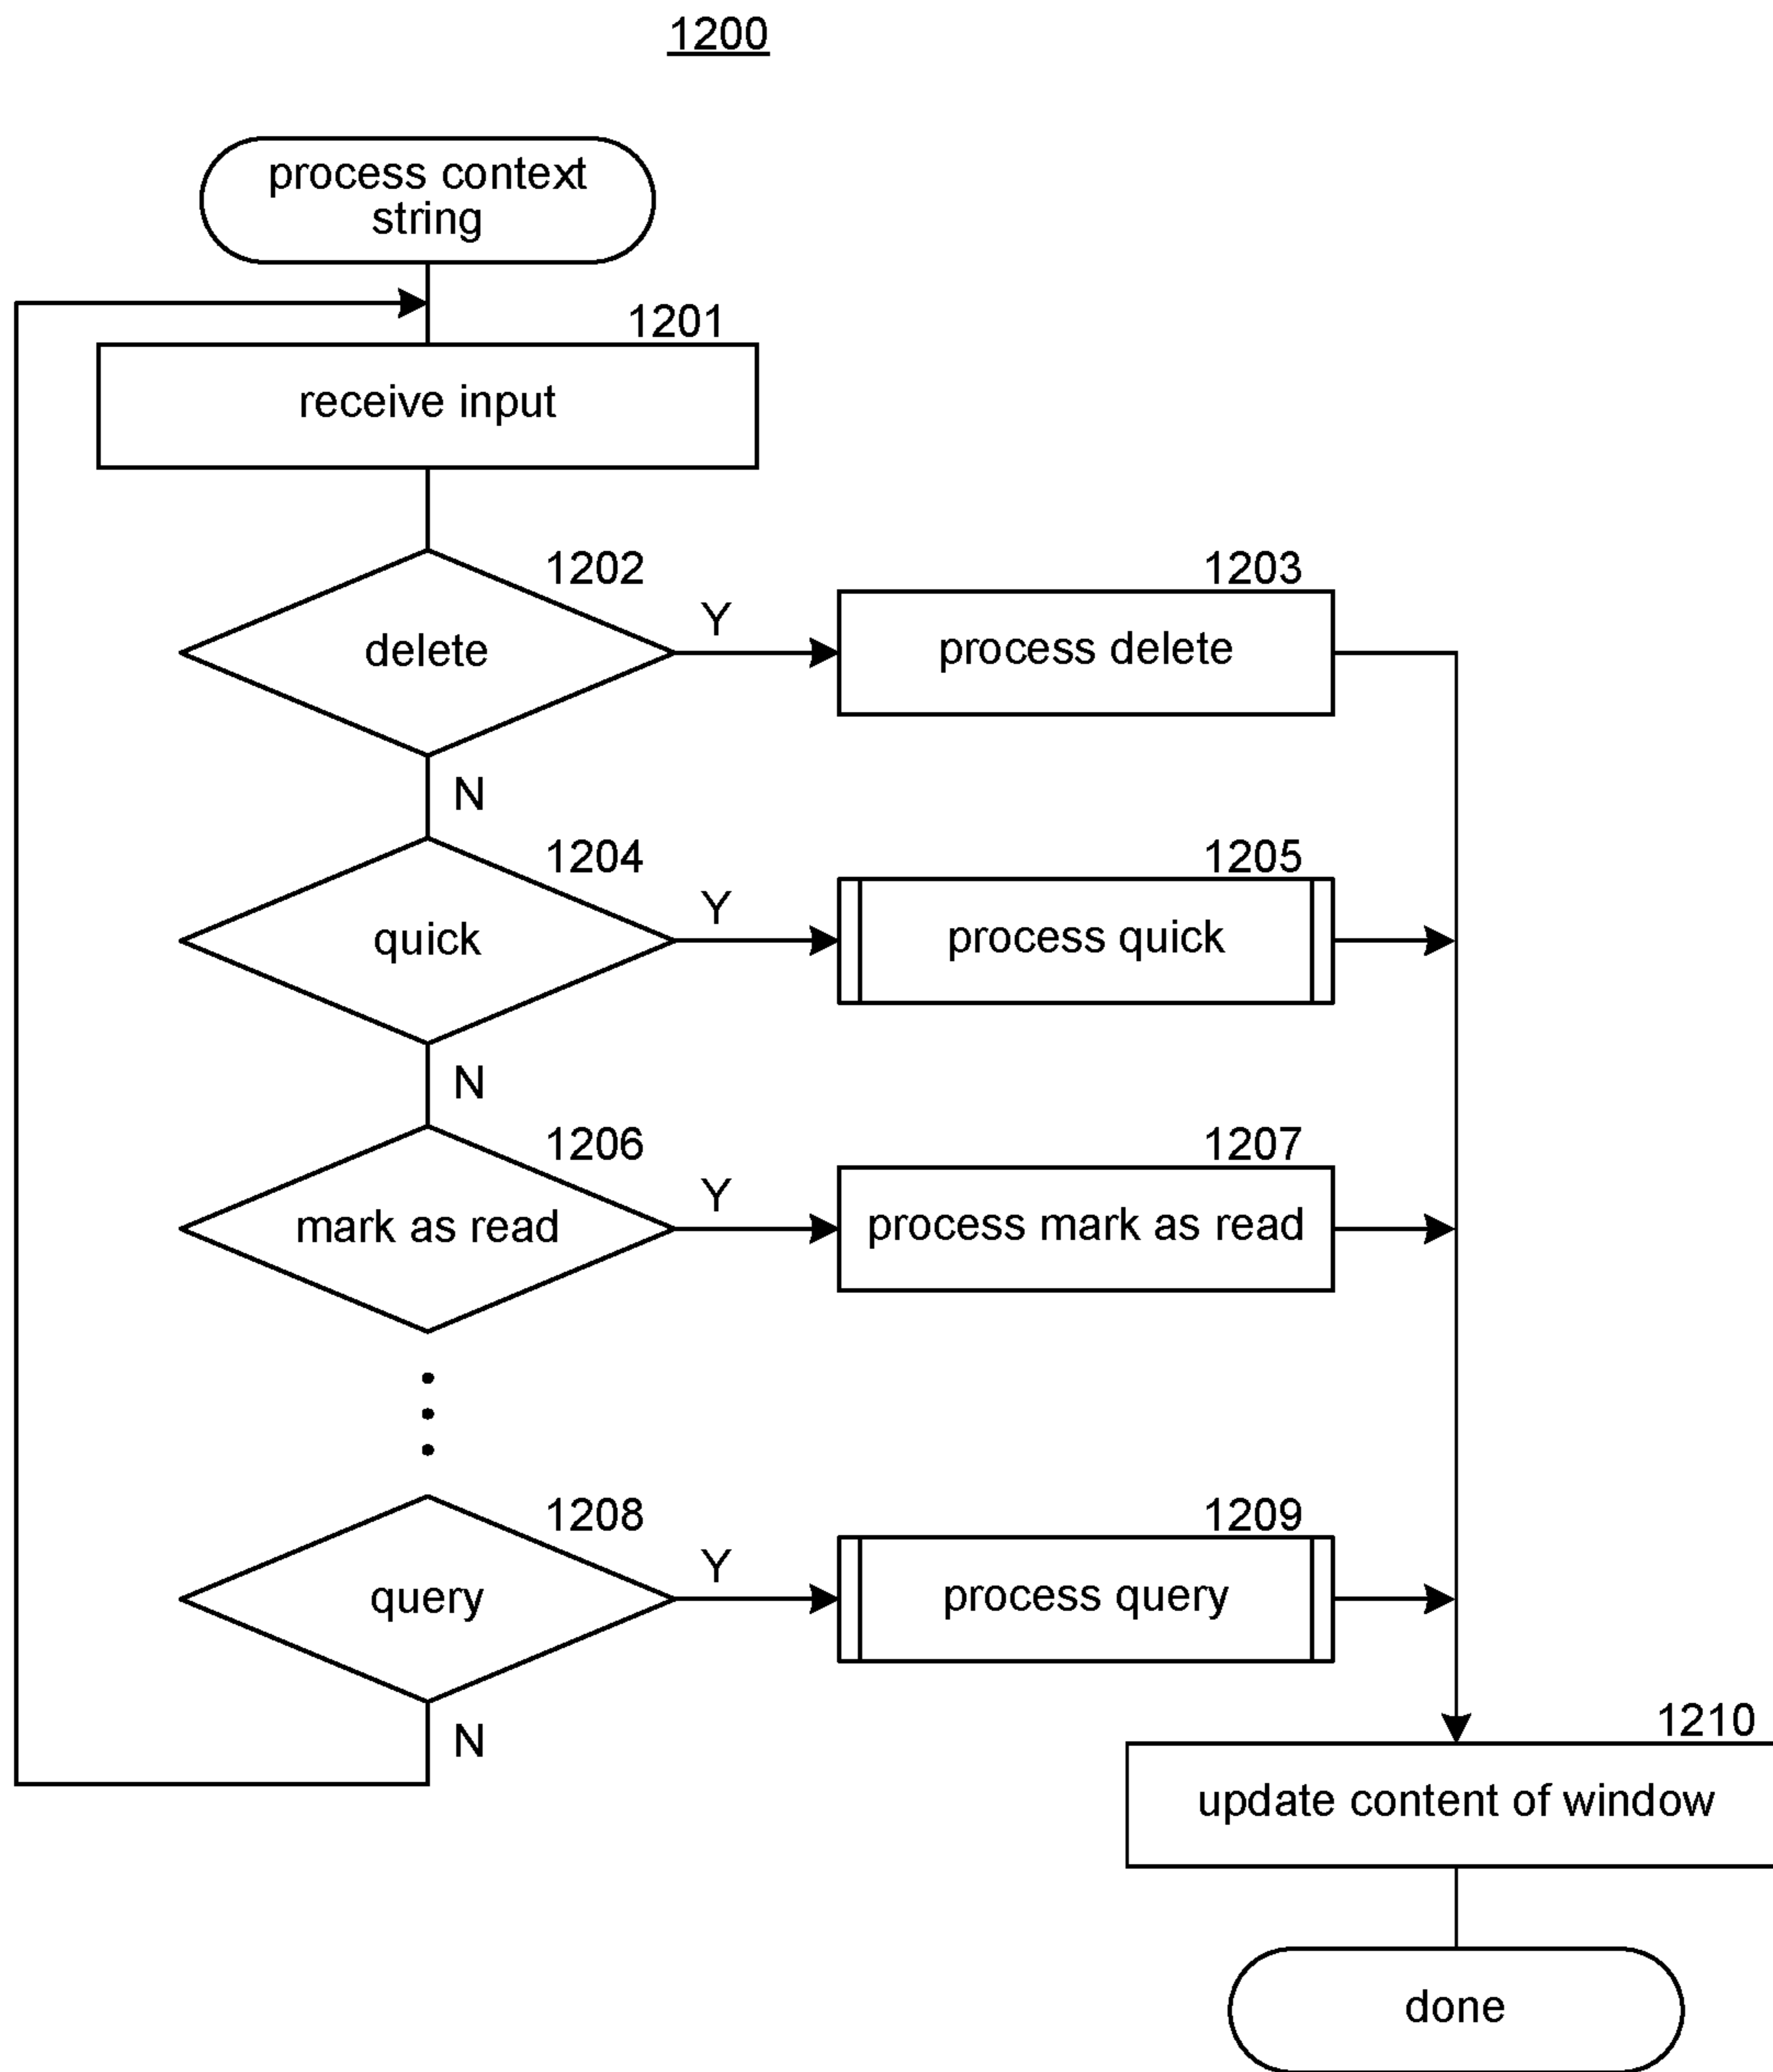 1200
process context
string
1201
receive input
1202
delete
Y
1203
process delete
N
1204
quick
Y
1205
process quick
N
1206
mark as read
Y
1207
process mark as read
1208
query
Y
1209
process query
N
1210
update content of window
done